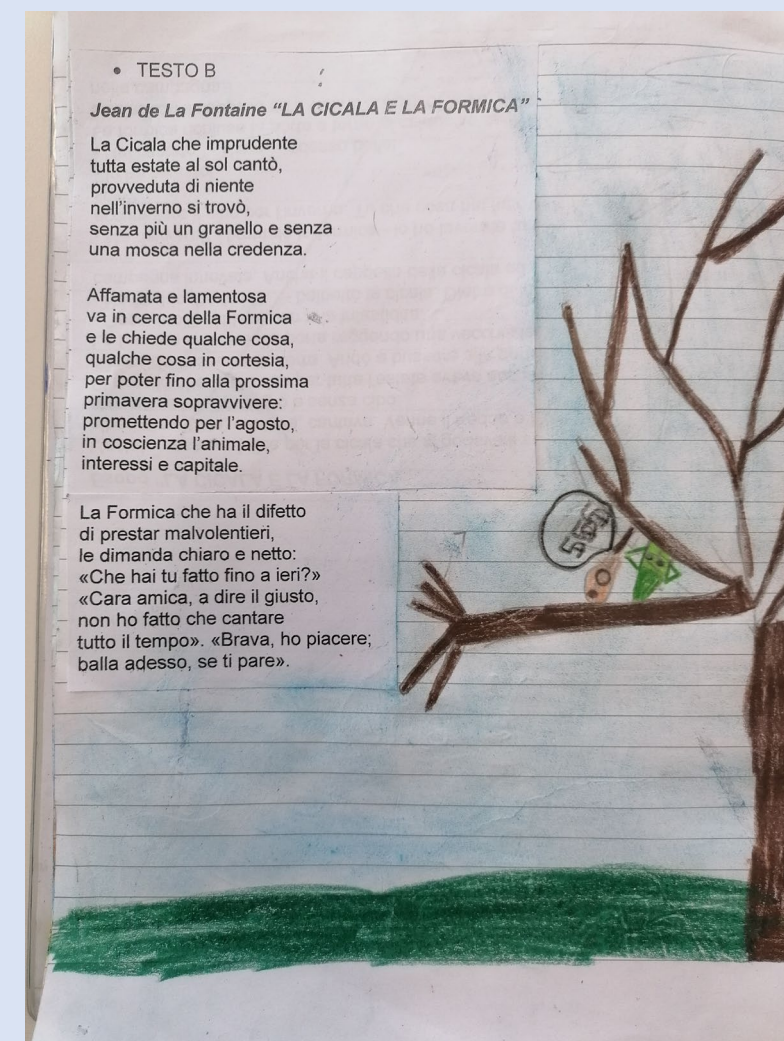 • TESTO B
Jean de La Fontaine “LA CICALA E LA FORMICA”
La Cicala che imprudente
tutta estate al sol cantò,
provveduta di niente
nell’inverno si trovò,
senza più un granello e senza
una mosca nella credenza.
Affamata e lamentosa
va in cerca della Formica
e le chiede qualche cosa,
qualche cosa in cortesia,
per poter fino alla prossima
primavera sopravvivere:
promettendo per l’agosto,
in coscienza l’animale,
interessi e capitale.
La Formica che ha il difetto
di prestar malvolentieri,
le dimanda chiaro e netto:
«Che hai tu fatto fino a ieri?»
«Cara amica, a dire il giusto,
non ho fatto che cantare
tutto il tempo». «Brava, ho piacere;
balla adesso, se ti pare».